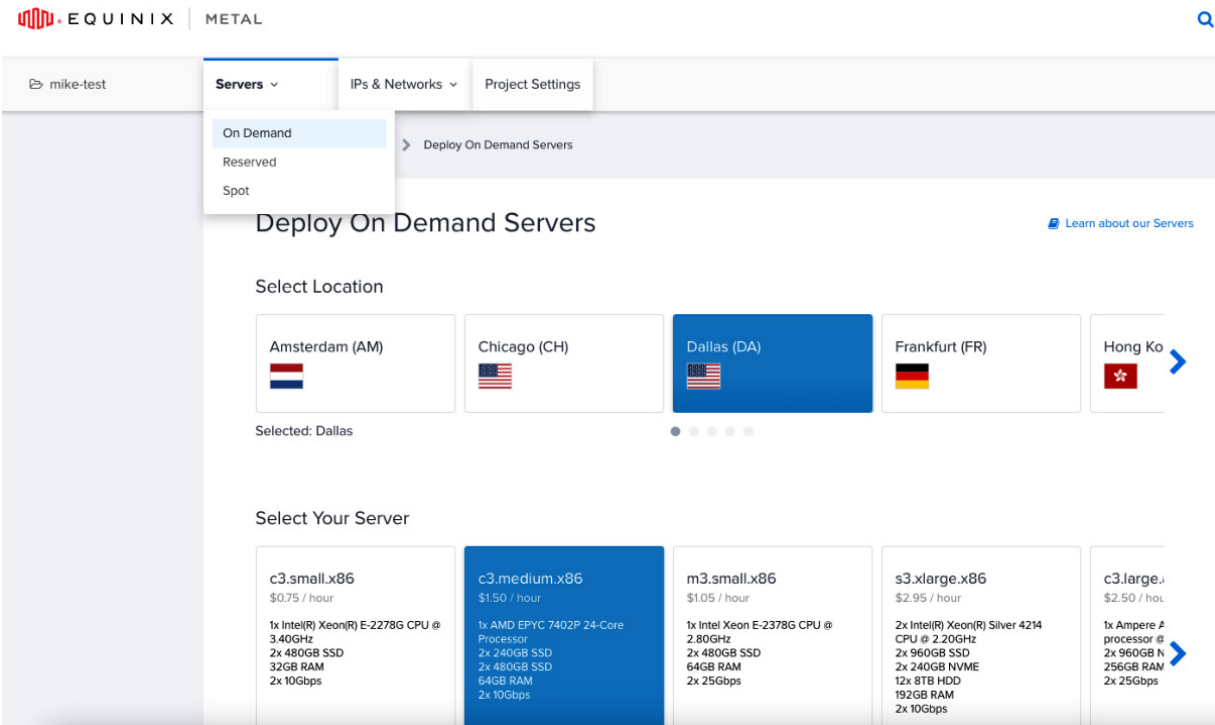 EQUINIX METAL
mike-test
Servers
IPs & Networks
Project Settings
On Demand
Reserved
Spot
Deploy On Demand Servers
Deploy On Demand Servers
Learn about our Servers
Select Location
Amsterdam (AM)
Chicago (CH)
Dallas (DA)
Frankfurt (FR)
Hong Ko
Selected: Dallas
Select Your Server
c3.small.x86
$0.75 / hour
1x Intel(R) Xeon(R) E-2278G CPU @
3.40GHz
2x 480GB SSD
32GB RAM
2x 10Gbps
c3.medium.x86
$1.50 / hour
1x AMD EPYC 7402P 24-Core
Processor
2x 240GB SSD
2x 480GB SSD
64GB RAM
2x 10Gbps
m3.small.x86
$1.05 / hour
1x Intel Xeon E-2378G CPU @
2.80GHz
2x 480GB SSD
64GB RAM
2x 25Gbps
s3.xlarge.x86
$2.95 / hour
2x Intel(R) Xeon(R) Silver 4214
CPU @ 2.20GHz
2x 960GB SSD
2x 240GB NVME
12x 8TB HDD
192GB RAM
2x 10Gbps
c3.large.
$2.50 / hou
1x Ampere A
processor @
2x 960GB N
256GB RAM
2x 25Gbps